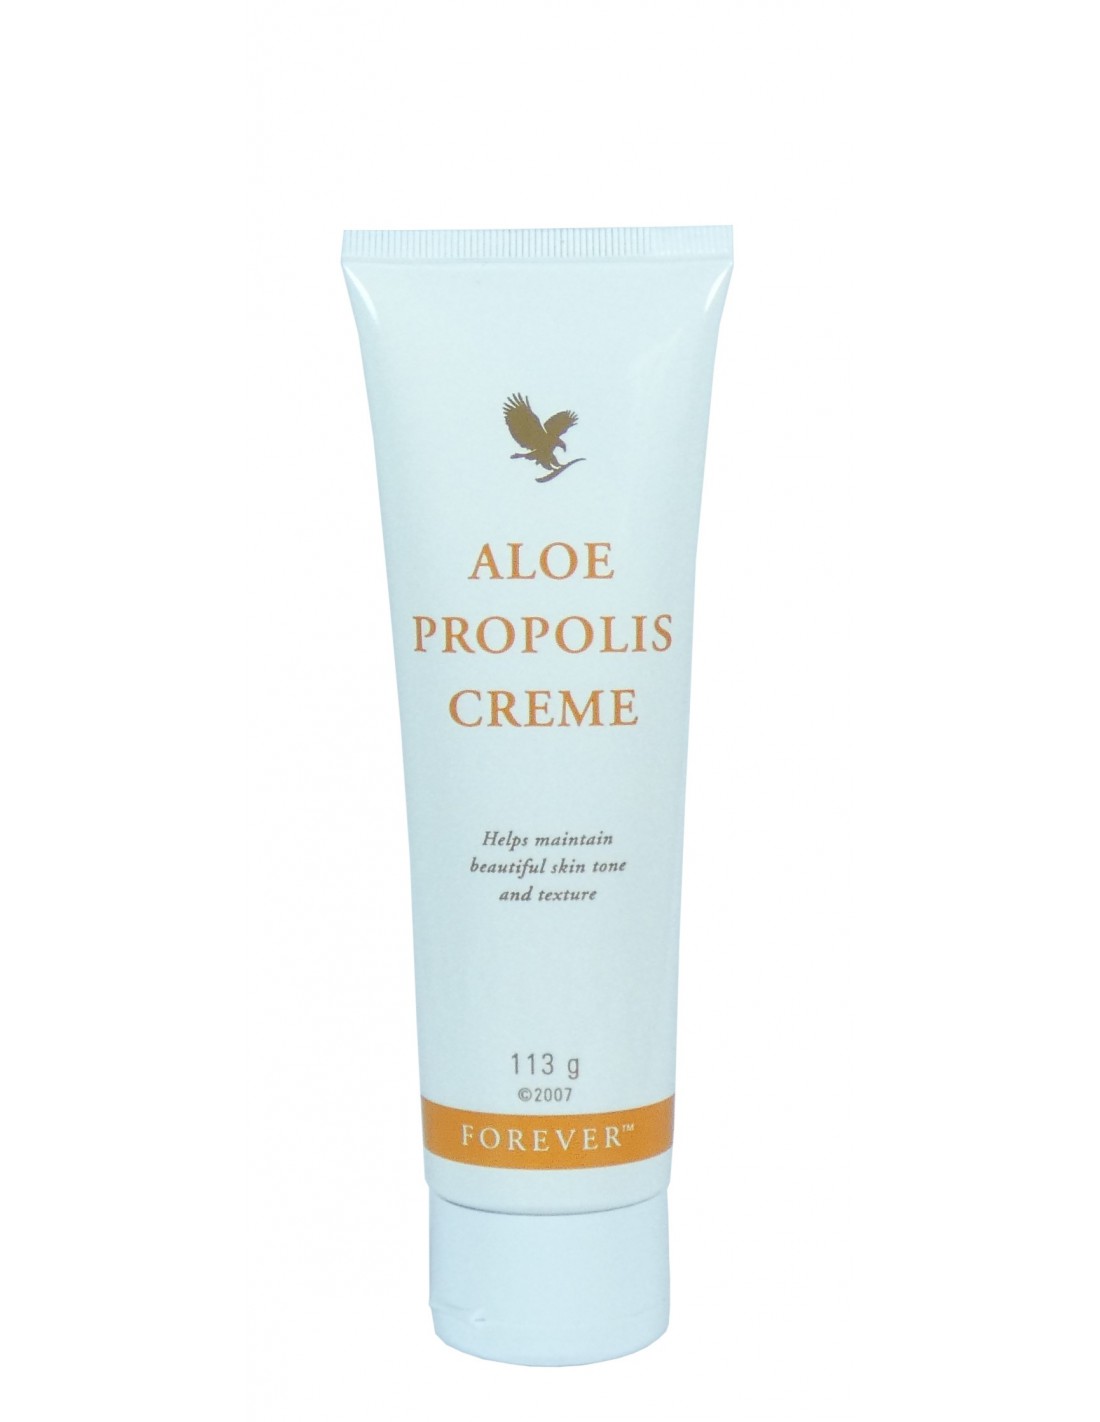 ALOE
PROPOLIS
CREME
Helps maintain
beautiful skin tone
and texture
113 g
©2007
FOREVER™